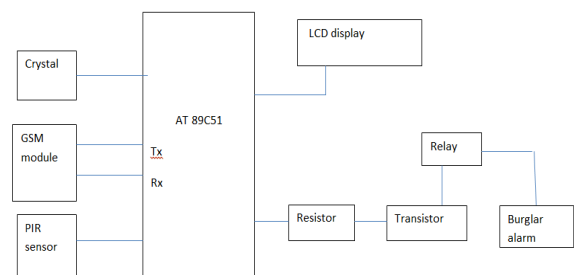 LCD display
Crystal
AT 89C51
GSM
module
Tx
Rx
Relay
PIR
sensor
Resistor
Transistor
Burglar
alarm